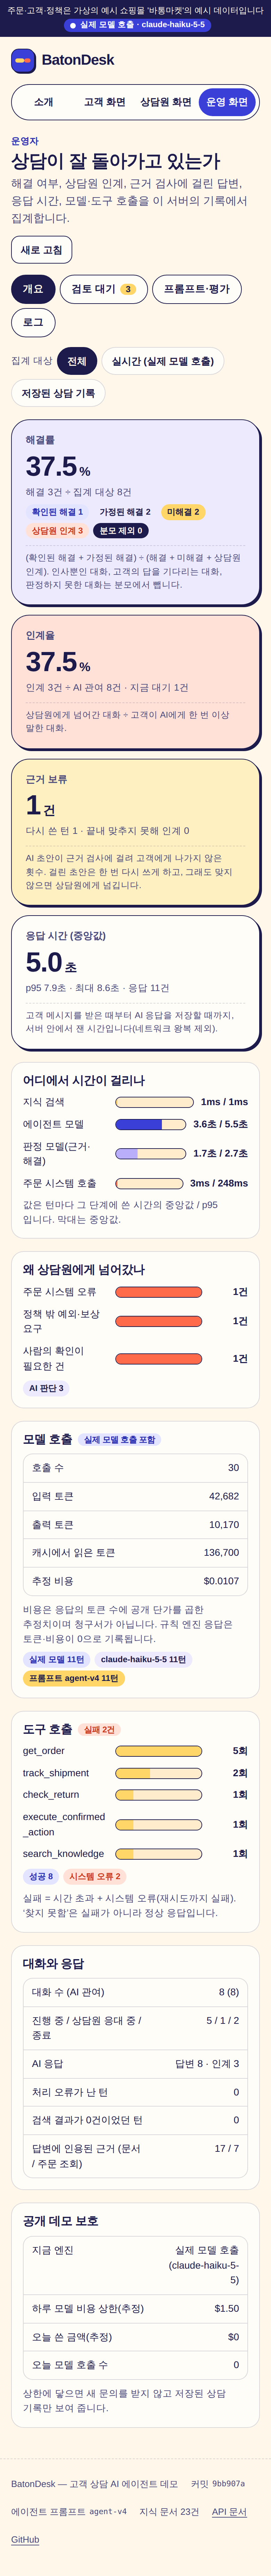 주문·고객·정책은 가상의 예시 쇼핑몰 '바통마켓'의 예시 데이터입니다
실제 모델 호출 · claude-haiku-5-5
BatonDesk
소개 고객 화면 상담원 화면 운영 화면
운영자
상담이 잘 돌아가고 있는가
해결 여부, 상담원 인계, 근거 검사에 걸린 답변,
응답 시간, 모델·도구 호출을 이 서버의 기록에서
집계합니다.
새로 고침
개요 검토 대기 3 프롬프트·평가
로그
집계 대상 전체 실시간 (실제 모델 호출)
저장된 상담 기록
해결률
37.5 %
해결 3건 ÷ 집계 대상 8건
확인된 해결 1 가정된 해결 2 미해결 2
상담원 인계 3 분모 제외 0
(확인된 해결 + 가정된 해결) ÷ (해결 + 미해결 + 상담원
인계). 인사뿐인 대화, 고객의 답을 기다리는 대화,
판정하지 못한 대화는 분모에서 뺍니다.
인계율
37.5 %
인계 3건 ÷ AI 관여 8건 · 지금 대기 1건
상담원에게 넘어간 대화 ÷ 고객이 AI에게 한 번 이상
말한 대화.
근거 보류
1 건
다시 쓴 턴 1 · 끝내 맞추지 못해 인계 0
AI 초안이 근거 검사에 걸려 고객에게 나가지 않은
횟수. 걸린 초안은 한 번 다시 쓰게 하고, 그래도 맞지
않으면 상담원에게 넘깁니다.
응답 시간 (중앙값)
5.0 초
p95 7.9초 · 최대 8.6초 · 응답 11건
고객 메시지를 받은 때부터 AI 응답을 저장할 때까지,
서버 안에서 잰 시간입니다(네트워크 왕복 제외).
어디에서 시간이 걸리나
지식 검색 1ms / 1ms
에이전트 모델 3.6초 / 5.5초
판정 모델(근거·
해결) 1.7초 / 2.7초
주문 시스템 호출 3ms / 248ms
값은 턴마다 그 단계에 쓴 시간의 중앙값 / p95
입니다. 막대는 중앙값.
왜 상담원에게 넘어갔나
주문 시스템 오류 1건
정책 밖 예외·보상
요구 1건
사람의 확인이
필요한 건 1건
AI 판단 3
모델 호출 실제 모델 호출 포함
호출 수 30
입력 토큰 42,682
출력 토큰 10,170
캐시에서 읽은 토큰 136,700
추정 비용 $0.0107
비용은 응답의 토큰 수에 공개 단가를 곱한
추정치이며 청구서가 아닙니다. 규칙 엔진 응답은
토큰·비용이 0으로 기록됩니다.
실제 모델 11턴 claude-haiku-5-5 11턴
프롬프트 agent-v4 11턴
도구 호출 실패 2건
get_order 5회
track_shipment 2회
check_return 1회
execute_confirmed
_action 1회
search_knowledge 1회
성공 8 시스템 오류 2
실패 = 시간 초과 + 시스템 오류(재시도까지 실패).
'찾지 못함'은 실패가 아니라 정상 응답입니다.
대화와 응답
대화 수 (AI 관여) 8 (8)
진행 중 / 상담원 응대 중 /
종료 5 / 1 / 2
AI 응답 답변 8 · 인계 3
처리 오류가 난 턴 0
검색 결과가 0건이었던 턴 0
답변에 인용된 근거 (문서
/ 주문 조회) 17 / 7
공개 데모 보호
지금 엔진 실제 모델 호출
(claude-haiku-5-
5)
하루 모델 비용 상한(추정) $1.50
오늘 쓴 금액(추정) $0
오늘 모델 호출 수 0
상한에 닿으면 새 문의를 받지 않고 저장된 상담
기록만 보여 줍니다.
BatonDesk — 고객 상담 AI 에이전트 데모 커밋 9bb907a
에이전트 프롬프트 agent-v4 지식 문서 23건 API 문서
GitHub